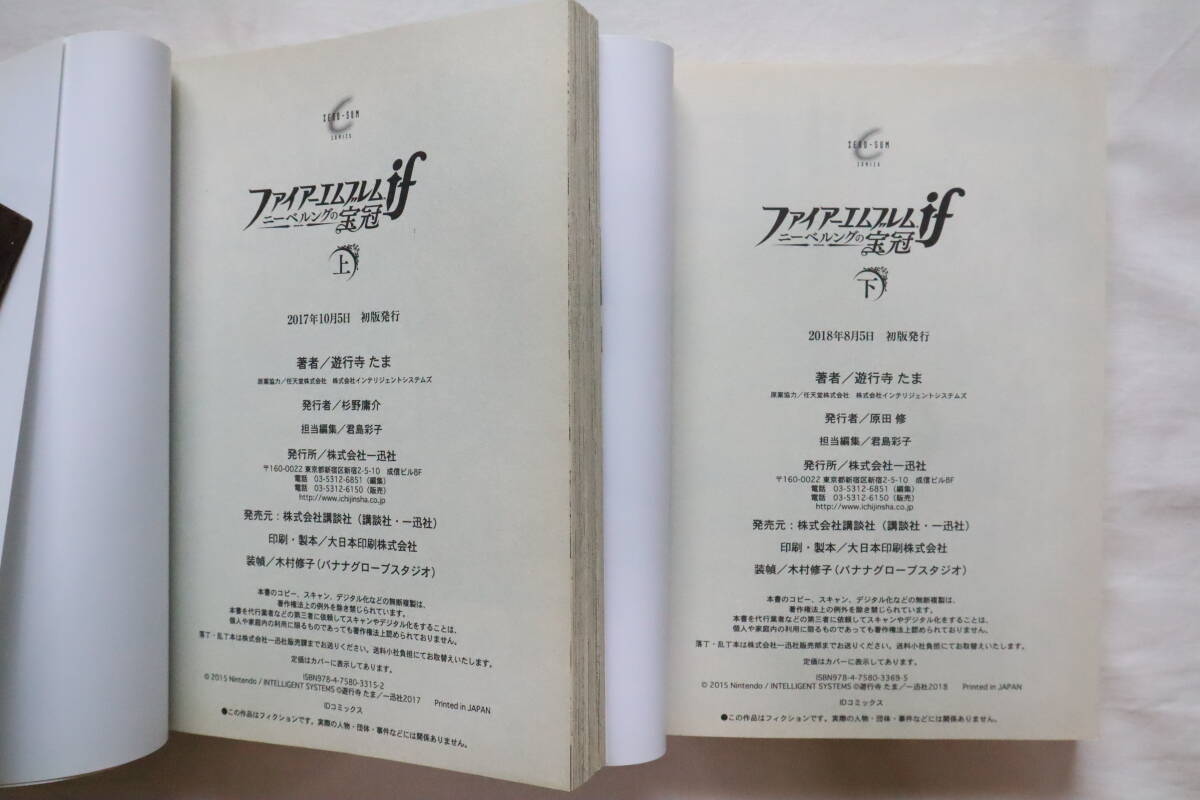 ZERO-SUM
COMICS
ファイアーエムブレムif
ニーベルングの宝冠
上
2017年10月5日　初版発行
著者／遊行寺 たま
原案協力／任天堂株式会社　株式会社インテリジェントシステムズ
発行者／杉野庸介
担当編集／君島彩子
発行所／株式会社一迅社
〒160-0022 東京都新宿区新宿2-5-10　成信ビル8F
電話　03-5312-6851（編集）
電話　03-5312-6150（販売）
http://www.ichijinsha.co.jp
発売元：株式会社講談社（講談社・一迅社）
印刷・製本／大日本印刷株式会社
装幀／木村修子（バナナグローブスタジオ）
本書のコピー、スキャン、デジタル化などの無断複製は、
著作権法上の例外を除き禁じられています。
本書を代行業者などの第三者に依頼してスキャンやデジタル化をすることは、
個人や家庭内の利用に限るものであっても著作権法上認められておりません。
落丁・乱丁本は株式会社一迅社販売課までお送りください。送料小社負担にてお取替えいたします。
定価はカバーに表示してあります。
ISBN978-4-7580-3315-2
© 2015 Nintendo / INTELLIGENT SYSTEMS ©遊行寺 たま／一迅社2017　Printed in JAPAN
IDコミックス
●この作品はフィクションです。実際の人物・団体・事件などには関係ありません。
ZERO-SUM
COMICS
ファイアーエムブレムif
ニーベルングの宝冠
下
2018年8月5日　初版発行
著者／遊行寺 たま
原案協力／任天堂株式会社　株式会社インテリジェントシステムズ
発行者／原田 修
担当編集／君島彩子
発行所／株式会社一迅社
〒160-0022 東京都新宿区新宿2-5-10　成信ビル8F
電話　03-5312-6851（編集）
電話　03-5312-6150（販売）
http://www.ichijinsha.co.jp
発売元：株式会社講談社（講談社・一迅社）
印刷・製本／大日本印刷株式会社
装幀／木村修子（バナナグローブスタジオ）
本書のコピー、スキャン、デジタル化などの無断複製は、
著作権法上の例外を除き禁じられています。
本書を代行業者などの第三者に依頼してスキャンやデジタル化をすることは、
個人や家庭内の利用に限るものであっても著作権法上認められておりません。
落丁・乱丁本は株式会社一迅社販売部までお送りください。送料小社負担にてお取替えいたします。
定価はカバーに表示してあります。
ISBN978-4-7580-3369-5
© 2015 Nintendo / INTELLIGENT SYSTEMS ©遊行寺 たま／一迅社2018　Printed in JAPAN
IDコミックス
●この作品はフィクションです。実際の人物・団体・事件などには関係ありません。